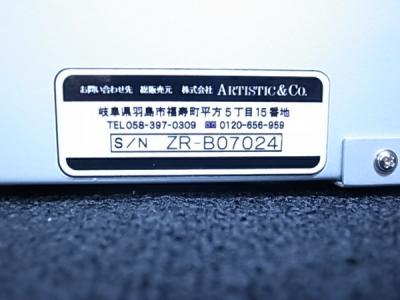 お問い合わせ先 総販売元 株式会社 ARTISTIC&CO.
岐阜県羽島市福寿町平方5丁目15番地
TEL058-397-0309 0120-656-959
S/N ZR-B07024